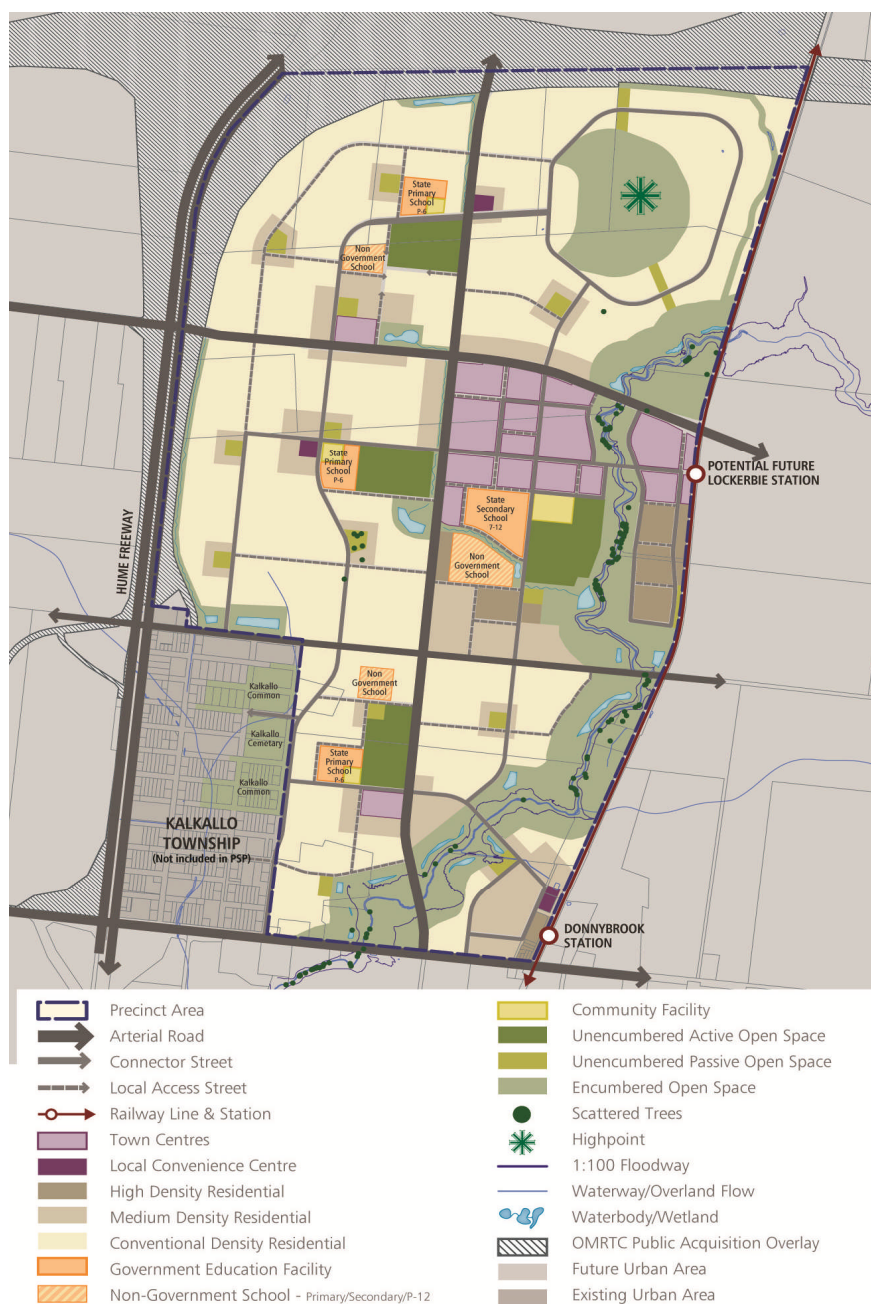 State
Primary
School
P-6
Non
Government
School
State
Primary
School
P-6
POTENTIAL FUTURE
LOCKERBIE STATION
State
Secondary
School
7-12
Non
Government
School
HUME FREEWAY
Non
Government
School
Kalkallo
Common
Kalkallo
Cemetary
Kalkallo
Common
State
Primary
School
P-6
KALKALLO
TOWNSHIP
(Not included in PSP)
DONNYBROOK
STATION
Precinct Area
Arterial Road
Connector Street
Local Access Street
Railway Line & Station
Town Centres
Local Convenience Centre
High Density Residential
Medium Density Residential
Conventional Density Residential
Government Education Facility
Non-Government School - Primary/Secondary/P-12
Community Facility
Unencumbered Active Open Space
Unencumbered Passive Open Space
Encumbered Open Space
Scattered Trees
Highpoint
1:100 Floodway
Waterway/Overland Flow
Waterbody/Wetland
OMRTC Public Acquisition Overlay
Future Urban Area
Existing Urban Area